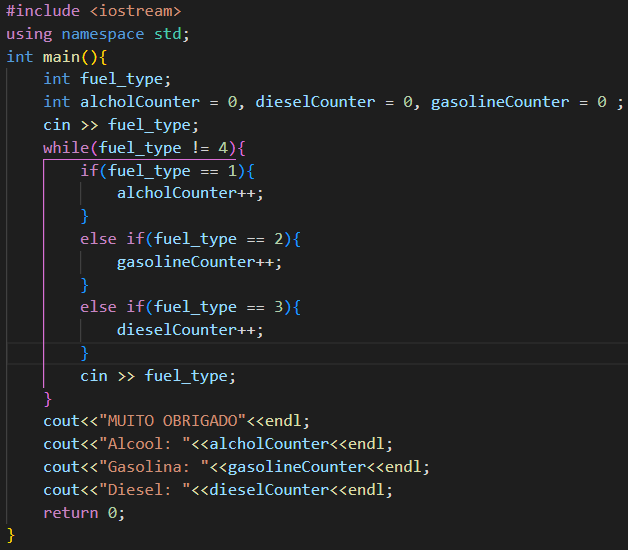 #include <iostream>
using namespace std;
int main(){
    int fuel_type;
    int alcholCounter = 0, dieselCounter = 0, gasolineCounter = 0 ;
    cin >> fuel_type;
    while(fuel_type != 4){
        if(fuel_type == 1){
            alcholCounter++;
        }
        else if(fuel_type == 2){
            gasolineCounter++;
        }
        else if(fuel_type == 3){
            dieselCounter++;
        }
        cin >> fuel_type;
    }
    cout<<"MUITO OBRIGADO"<<endl;
    cout<<"Alcool: "<<alcholCounter<<endl;
    cout<<"Gasolina: "<<gasolineCounter<<endl;
    cout<<"Diesel: "<<dieselCounter<<endl;
    return 0;
}